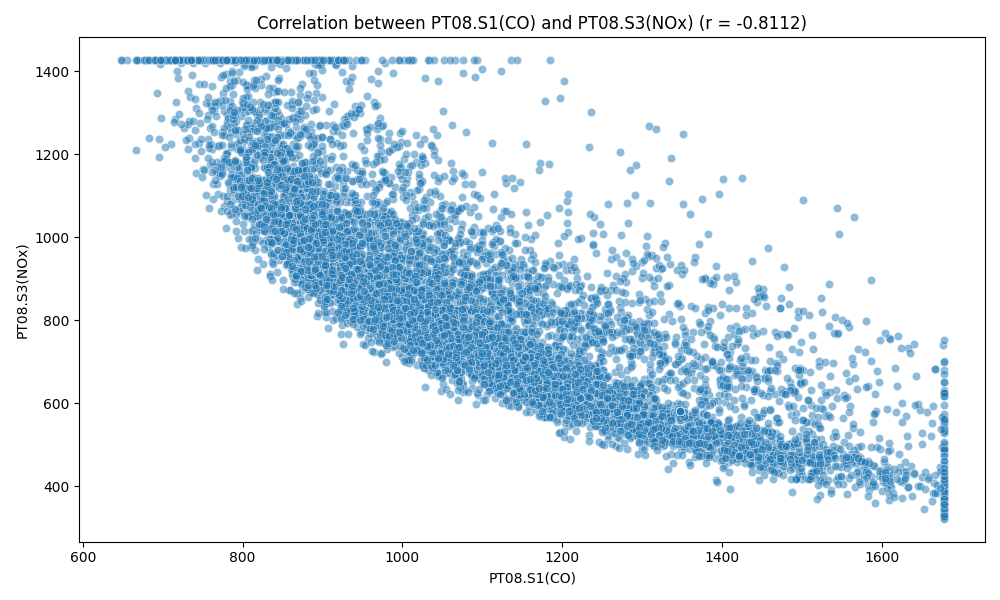 Correlation between PT08.S1(CO) and PT08.S3(NOx) (r = -0.8112)
1400
1200
1000
800
600
400
PT08.S3(NOx)
600 800 1000 1200 1400 1600
PT08.S1(CO)